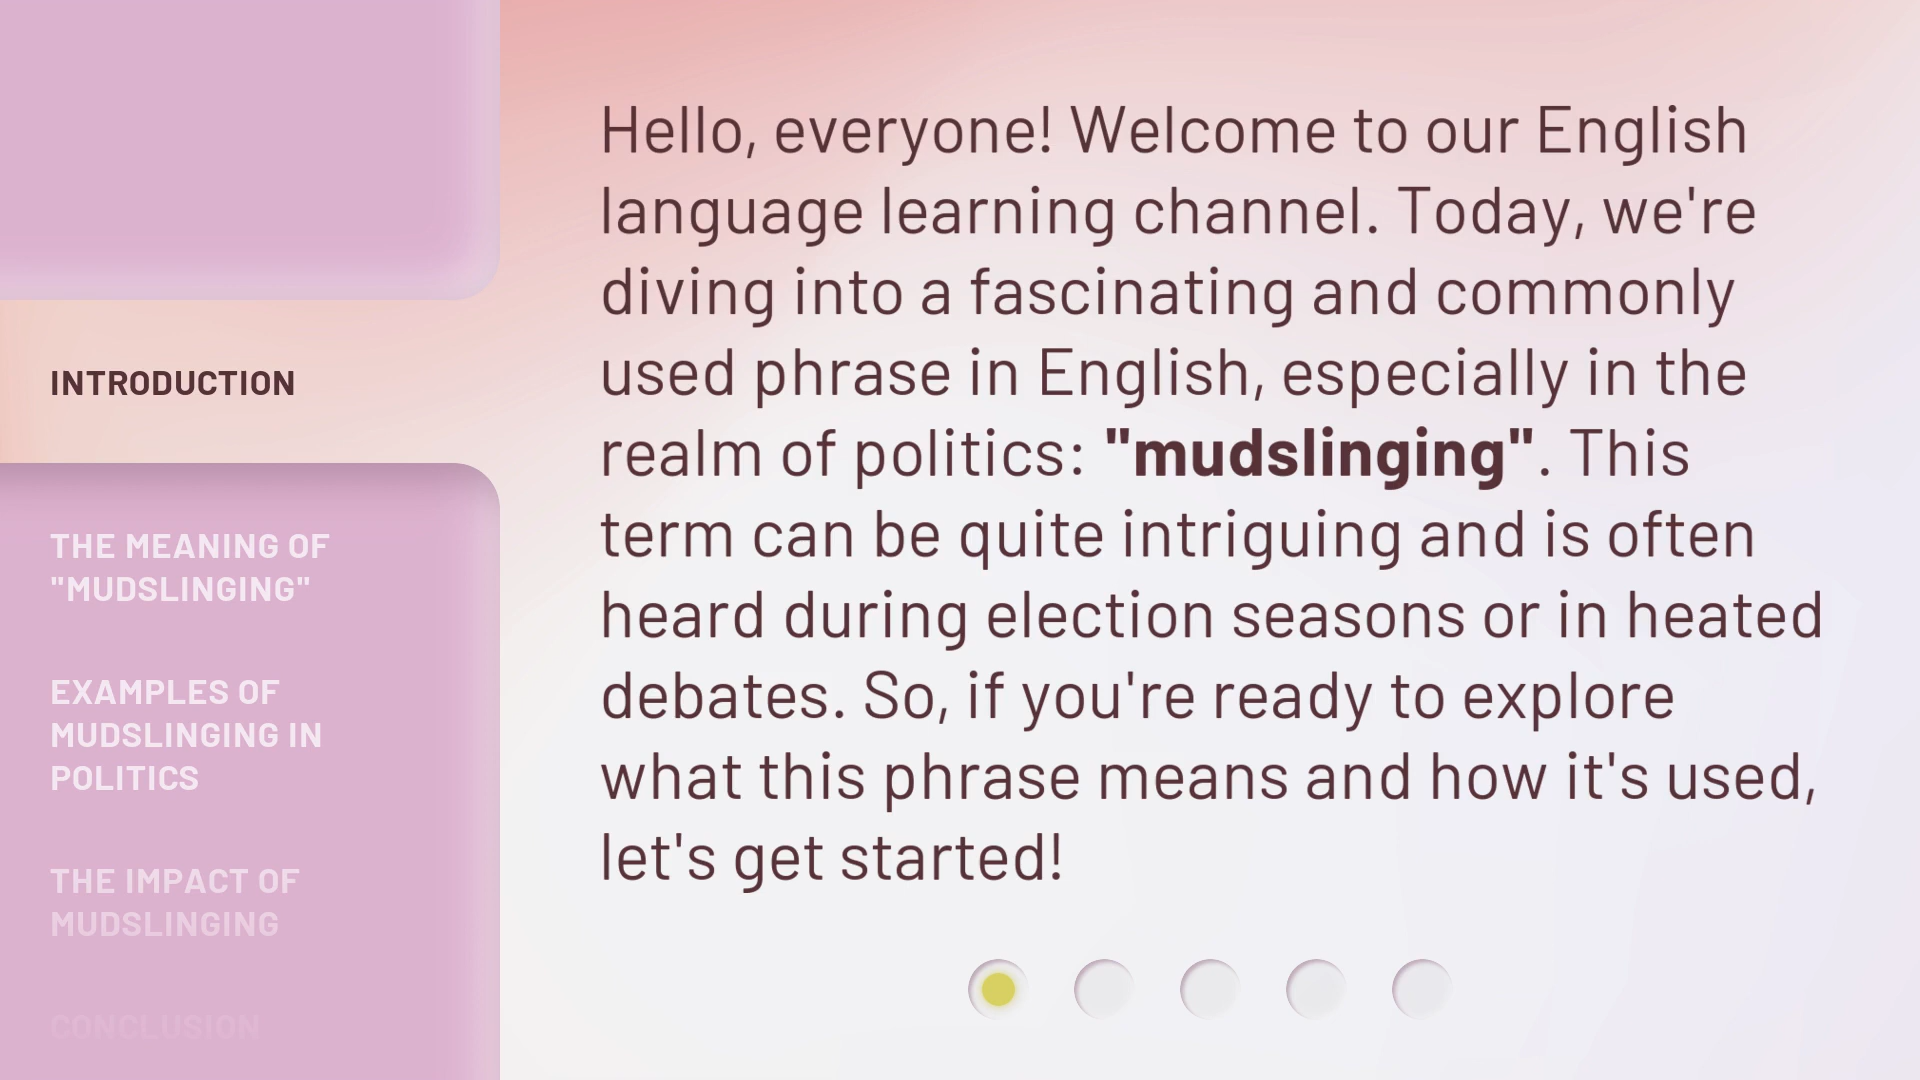 INTRODUCTION
THE MEANING OF
"MUDSLINGING"
EXAMPLES OF
MUDSLINGING IN
POLITICS
THE IMPACT OF
MUDSLINGING
CONCLUSION
Hello, everyone! Welcome to our English
language learning channel. Today, we're
diving into a fascinating and commonly
used phrase in English, especially in the
realm of politics: "mudslinging". This
term can be quite intriguing and is often
heard during election seasons or in heated
debates. So, if you're ready to explore
what this phrase means and how it's used,
let's get started!